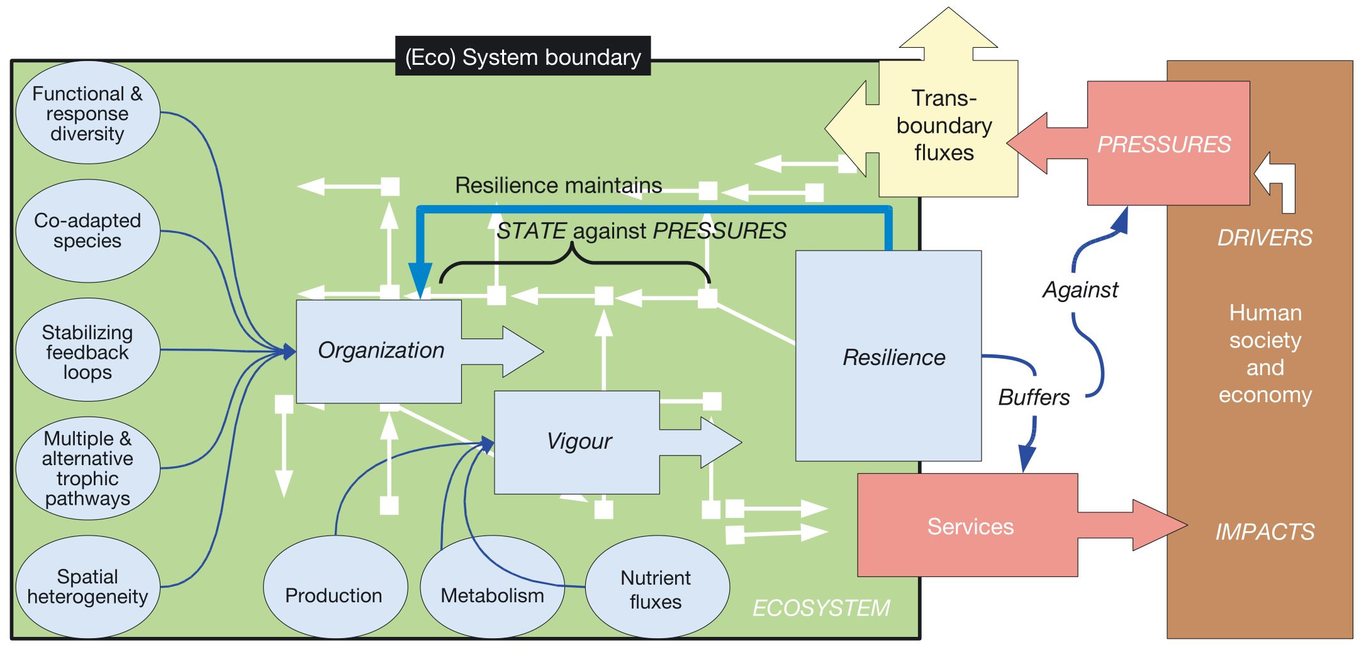 (Eco) System boundary
Functional &
response
diversity
Co-adapted
species
Stabilizing
feedback
loops
Multiple &
alternative
trophic
pathways
Spatial
heterogeneity
Resilience maintains
STATE against PRESSURES
Organization
Vigour
Resilience
Production
Metabolism
Nutrient
fluxes
ECOSYSTEM
Trans-
boundary
fluxes
PRESSURES
DRIVERS
Against
Buffers
Human
society
and
economy
Services
IMPACTS